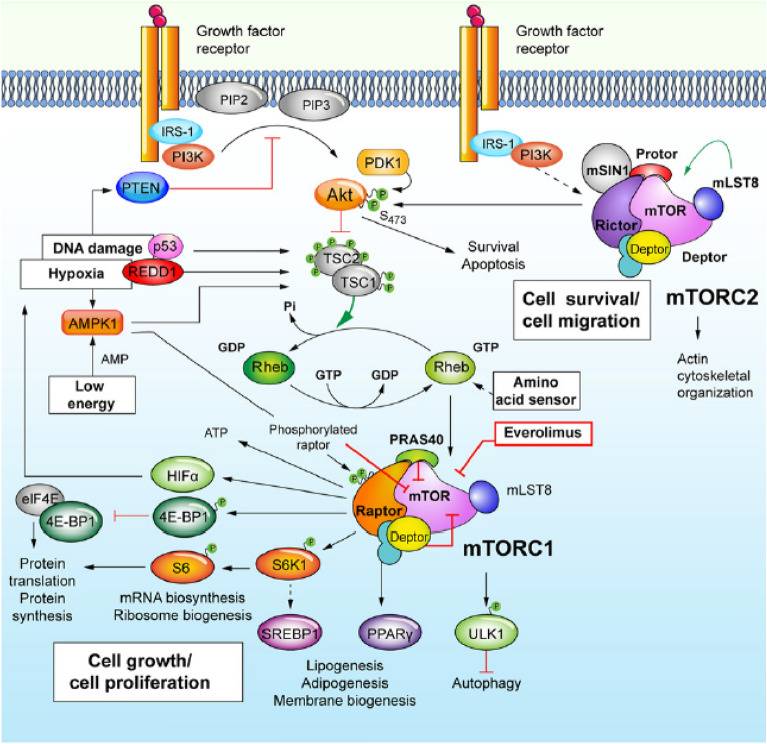 Growth factor
receptor
Growth factor
receptor
PIP2
PIP3
IRS-1
PI3K
PDK1
IRS-1
PI3K
mSIN1
Protor
mLST8
PTEN
Akt
P
P
S473
Rictor
mTOR
Deptor
Deptor
DNA damage
p53
Hypoxia
REDD1
P
P
P
P
P
P
TSC2
TSC1
Survival
Apoptosis
Cell survival/
cell migration
mTORC2
AMPK1
AMP
Low
energy
Pi
GDP
Rheb
GTP
GDP
GTP
Rheb
Amino
acid sensor
Actin
cytoskeletal
organization
ATP
Phosphorylated
raptor
PRAS40
Everolimus
HIFα
P
P
Raptor
mTOR
mLST8
Deptor
mTORC1
eIF4E
4E-BP1
4E-BP1
P
Protein
translation
Protein
synthesis
S6
P
S6K1
P
mRNA biosynthesis
Ribosome biogenesis
SREBP1
PPARγ
ULK1
P
Cell growth/
cell proliferation
Lipogenesis
Adipogenesis
Membrane biogenesis
Autophagy